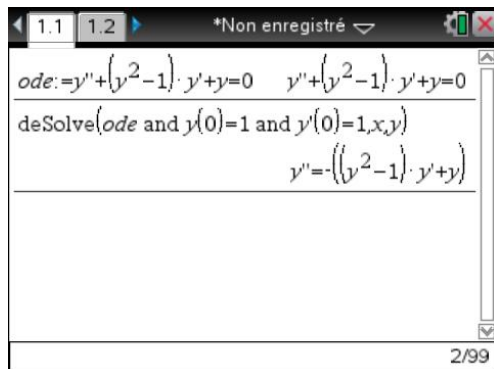 1.1 1.2 *Non enregistré
ode:=y''+(y²−1)·y'+y=0 y''+(y²−1)·y'+y=0
deSolve(ode and y(0)=1 and y'(0)=1,x,y)
y''=-((y²−1)·y'+y)
2/99